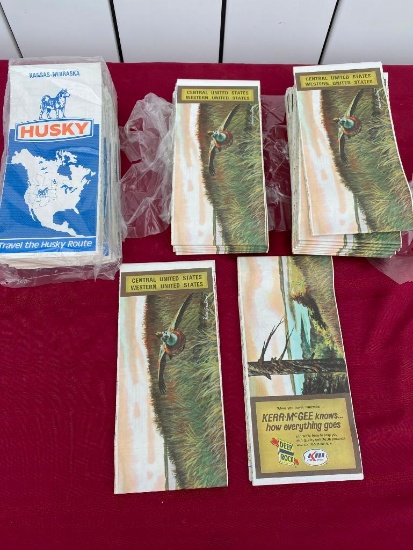 KANSAS-NEBRASKA
HUSKY
Travel the Husky Route
CENTRAL UNITED STATES
WESTERN UNITED STATES
CENTRAL UNITED STATES
WESTERN UNITED STATES
CENTRAL UNITED STATES
WESTERN UNITED STATES
KERR-McGEE knows...
how everything goes
DEEP
ROCK
KERR